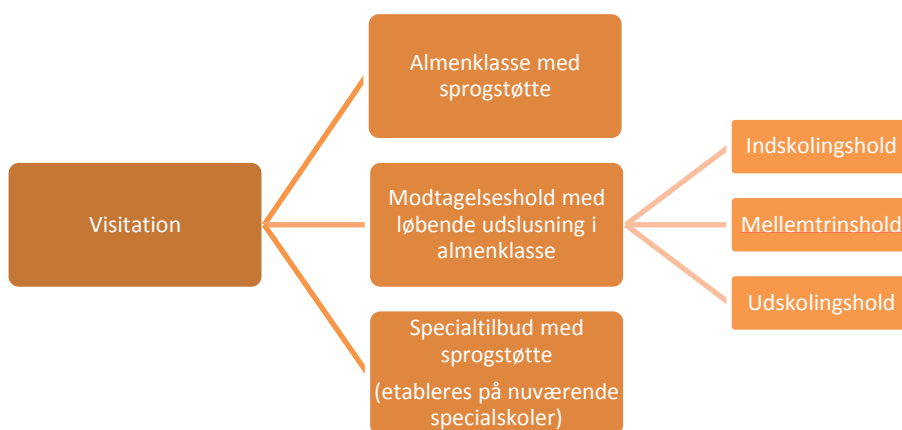 Visitation
Almenklasse med
sprogstøtte
Modtagelseshold med
løbende udslusning i
almenklasse
Specialtilbud med
sprogstøtte
(etableres på nuværende
specialskoler)
Indskolingshold
Mellemtrinshold
Udskolingshold